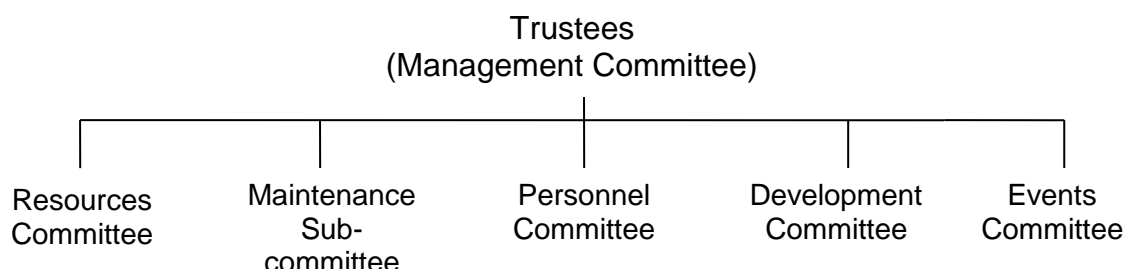 Trustees
(Management Committee)
Resources
Committee
Maintenance
Sub-
committee
Personnel
Committee
Development
Committee
Events
Committee